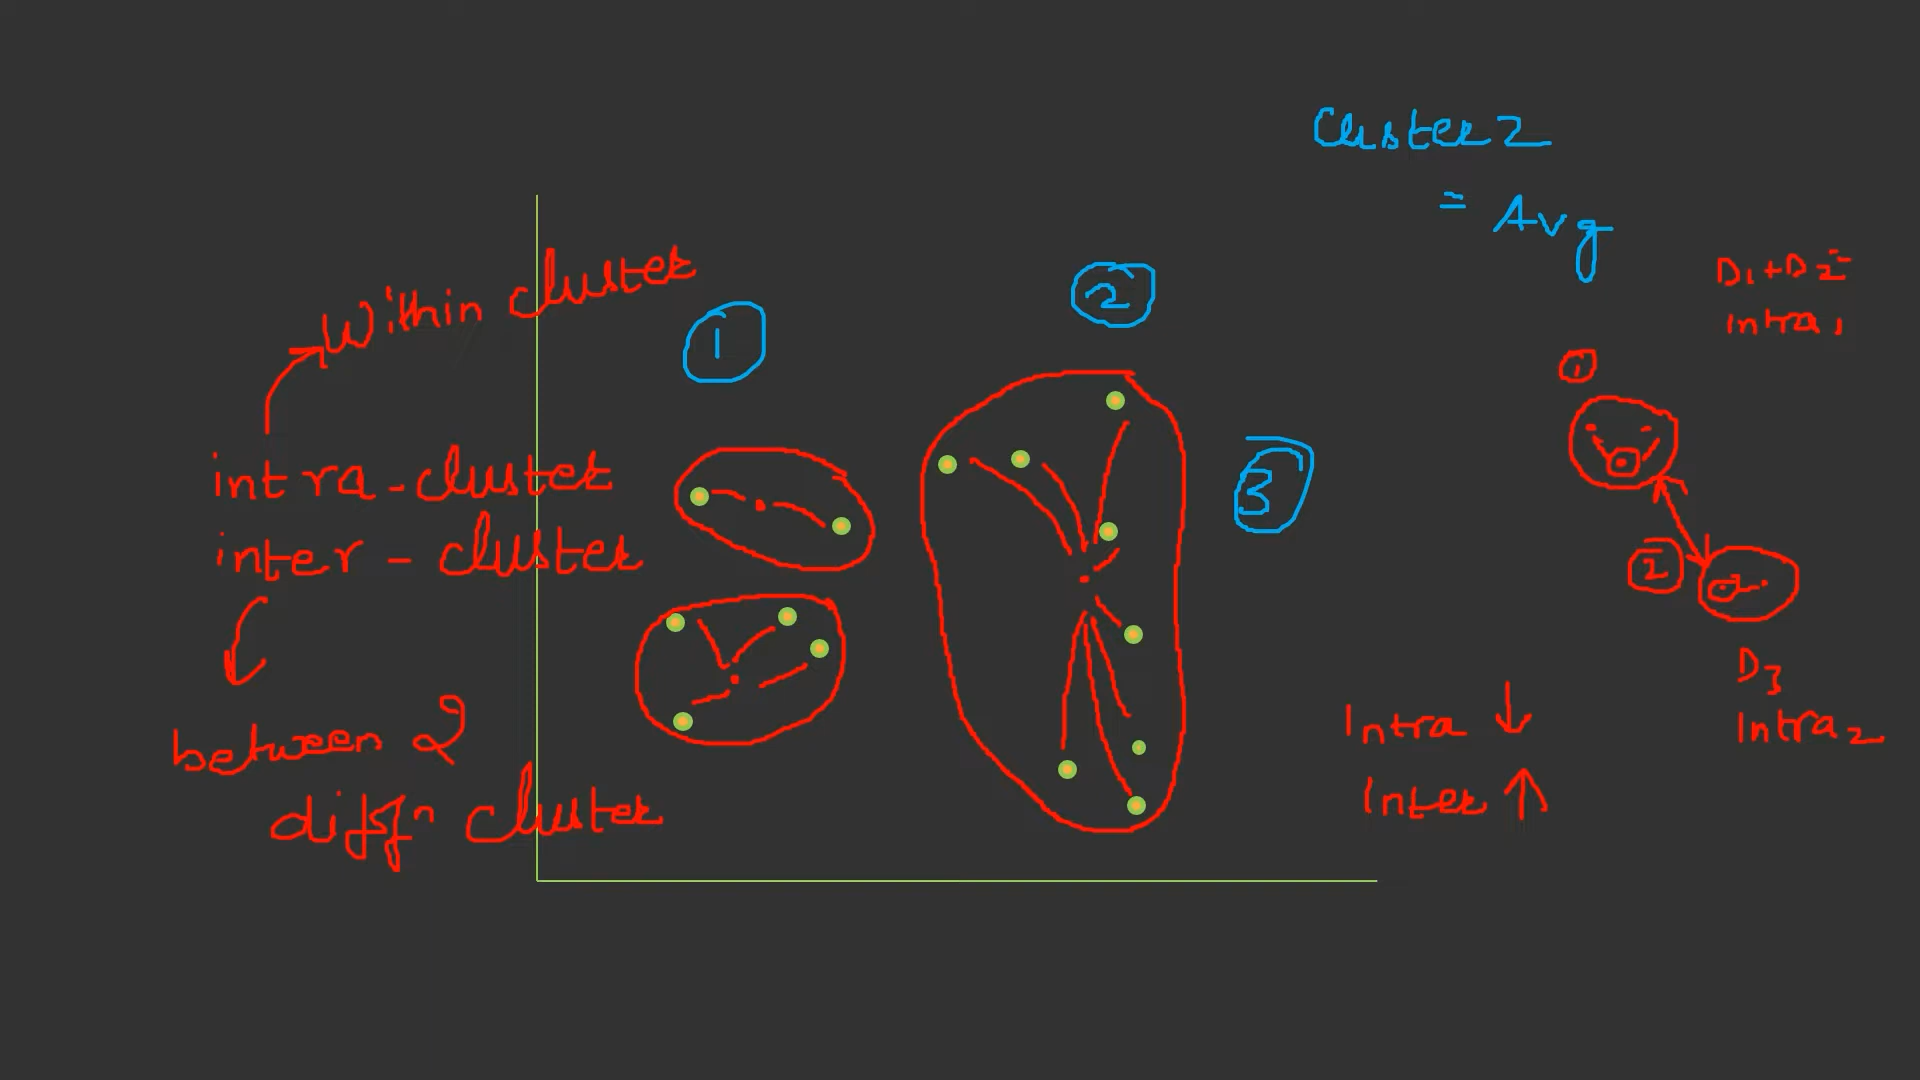 Cluster 2
= Avg
D1+D2=
intra1
Within cluster
1
2
1
intra-cluster
inter-cluster
3
2
between 2
diffn cluster
D3
Intra2
Intra ↓
Inter ↑